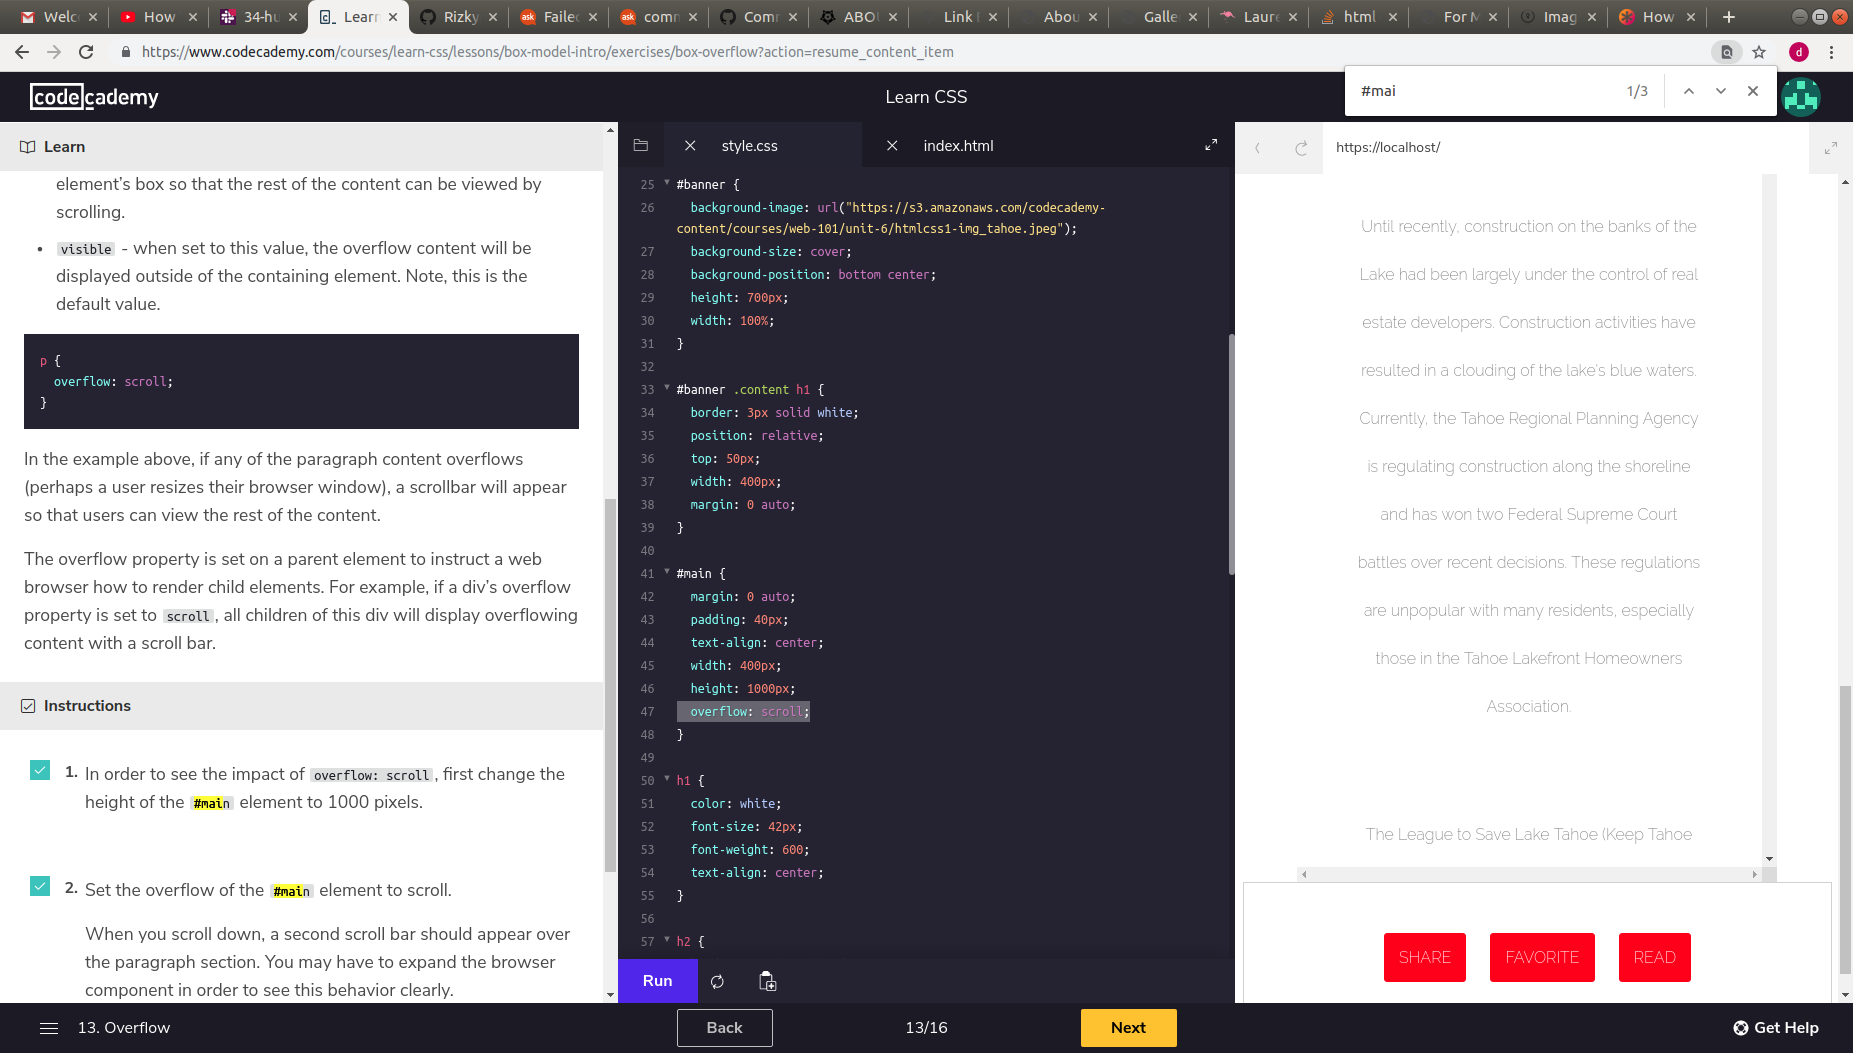 Welc
How
34-hu
Learn
Rizky
Failec
comm
Comm
ABOU
Link
Abou
Galle
Laure
html
For M
Imag
How
https://www.codecademy.com/courses/learn-css/lessons/box-model-intro/exercises/box-overflow?action=resume_content_item
d
#mai
1/3
codecademy
Learn CSS
Learn
element's box so that the rest of the content can be viewed by
scrolling.
• visible - when set to this value, the overflow content will be
displayed outside of the containing element. Note, this is the
default value.
p {
overflow: scroll;
}
In the example above, if any of the paragraph content overflows
(perhaps a user resizes their browser window), a scrollbar will appear
so that users can view the rest of the content.
The overflow property is set on a parent element to instruct a web
browser how to render child elements. For example, if a div's overflow
property is set to scroll, all children of this div will display overflowing
content with a scroll bar.
Instructions
1. In order to see the impact of overflow: scroll, first change the
height of the #main element to 1000 pixels.
2. Set the overflow of the #main element to scroll.
When you scroll down, a second scroll bar should appear over
the paragraph section. You may have to expand the browser
component in order to see this behavior clearly.
style.css
index.html
25 #banner {
26 background-image: url("https://s3.amazonaws.com/codecademy-
content/courses/web-101/unit-6/htmlcss1-img_tahoe.jpeg");
27 background-size: cover;
28 background-position: bottom center;
29 height: 700px;
30 width: 100%;
31 }
32
33 #banner .content h1 {
34 border: 3px solid white;
35 position: relative;
36 top: 50px;
37 width: 400px;
38 margin: 0 auto;
39 }
40
41 #main {
42 margin: 0 auto;
43 padding: 40px;
44 text-align: center;
45 width: 400px;
46 height: 1000px;
47 overflow: scroll;
48 }
49
50 h1 {
51 color: white;
52 font-size: 42px;
53 font-weight: 600;
54 text-align: center;
55 }
56
57 h2 {
Run
https://localhost/
Until recently, construction on the banks of the
Lake had been largely under the control of real
estate developers. Construction activities have
resulted in a clouding of the lake's blue waters.
Currently, the Tahoe Regional Planning Agency
is regulating construction along the shoreline
and has won two Federal Supreme Court
battles over recent decisions. These regulations
are unpopular with many residents, especially
those in the Tahoe Lakefront Homeowners
Association.
The League to Save Lake Tahoe (Keep Tahoe
SHARE
FAVORITE
READ
13. Overflow
Back
13/16
Next
Get Help